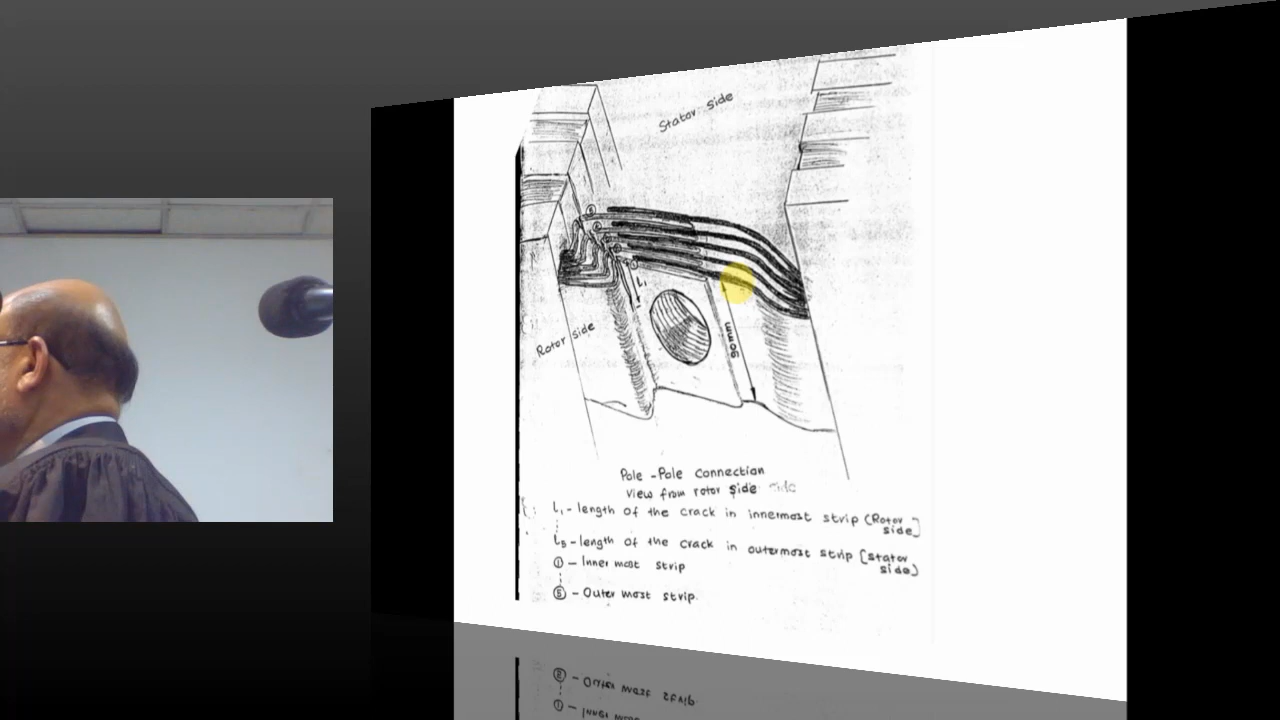 Stator side
L₁
Rotor side
90mm
Pole - Pole Connection
View from rotor side side
L₁ - length of the crack in innermost strip (Rotor side]
L₅ - length of the crack in outermost strip [stator side)
① - Inner most strip
⑤ - Outer most strip.